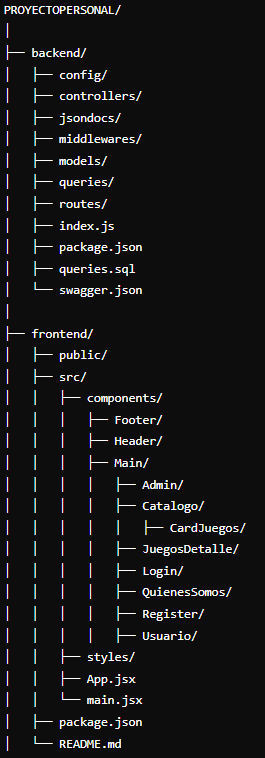 PROYECTOPERSONAL/
│
├── backend/
│   ├── config/
│   ├── controllers/
│   ├── jsondocs/
│   ├── middlewares/
│   ├── models/
│   ├── queries/
│   ├── routes/
│   ├── index.js
│   ├── package.json
│   ├── queries.sql
│   └── swagger.json
│
├── frontend/
│   ├── public/
│   ├── src/
│   │   ├── components/
│   │   │   ├── Footer/
│   │   │   ├── Header/
│   │   │   ├── Main/
│   │   │   │   ├── Admin/
│   │   │   │   ├── Catalogo/
│   │   │   │   │   ├── CardJuegos/
│   │   │   │   ├── JuegosDetalle/
│   │   │   │   ├── Login/
│   │   │   │   ├── QuienesSomos/
│   │   │   │   ├── Register/
│   │   │   │   ├── Usuario/
│   │   ├── styles/
│   │   ├── App.jsx
│   │   └── main.jsx
│   ├── package.json
│   └── README.md